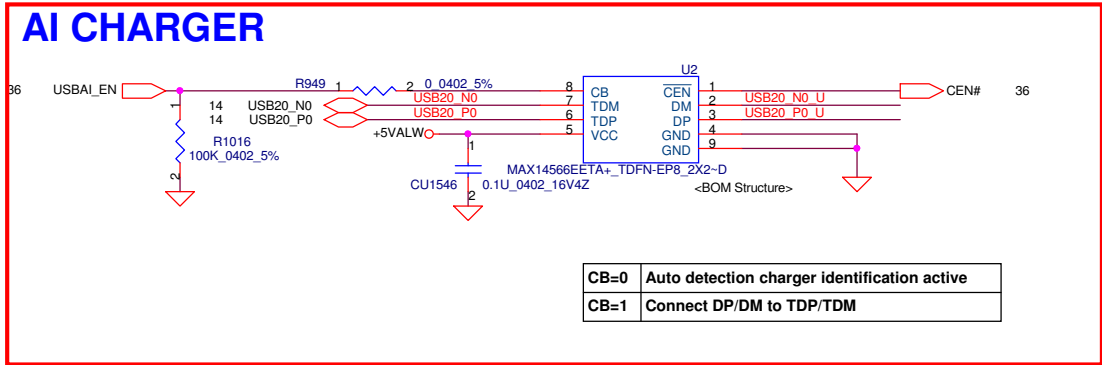 AI CHARGER
U2
36 USBAI_EN R949 1 2 0_0402_5% 8 CB CEN 1 CEN# 36
14 USB20_N0 USB20_N0 7 TDM DM 2 USB20_N0_U
14 USB20_P0 USB20_P0 6 TDP DP 3 USB20_P0_U
+5VALW 5 VCC GND 4
GND 9
1
R1016
100K_0402_5%
2
1
CU1546 0.1U_0402_16V4Z
2
MAX14566EETA+_TDFN-EP8_2X2~D
<BOM Structure>
CB=0 Auto detection charger identification active
CB=1 Connect DP/DM to TDP/TDM